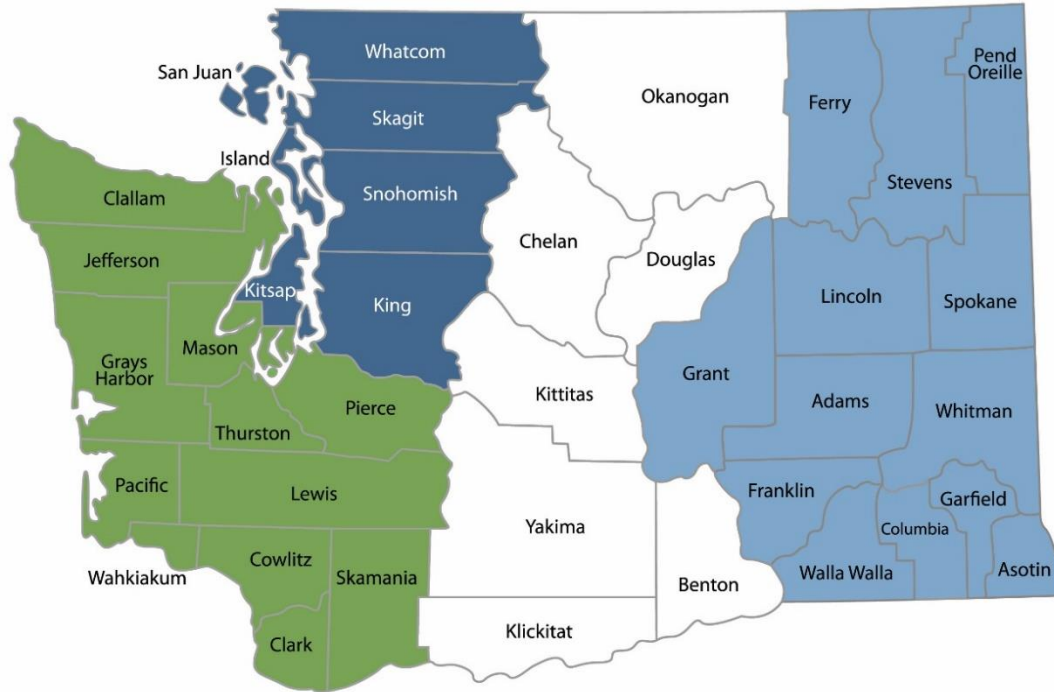 Whatcom
San Juan
Pend
Oreille
Okanogan
Ferry
Skagit
Island
Stevens
Clallam
Snohomish
Chelan
Douglas
Jefferson
Kitsap
King
Lincoln
Spokane
Mason
Grays
Harbor
Grant
Kittitas
Adams
Whitman
Pierce
Thurston
Pacific
Lewis
Franklin
Garfield
Yakima
Columbia
Cowlitz
Wahkiakum
Skamania
Benton
Walla Walla
Asotin
Klickitat
Clark